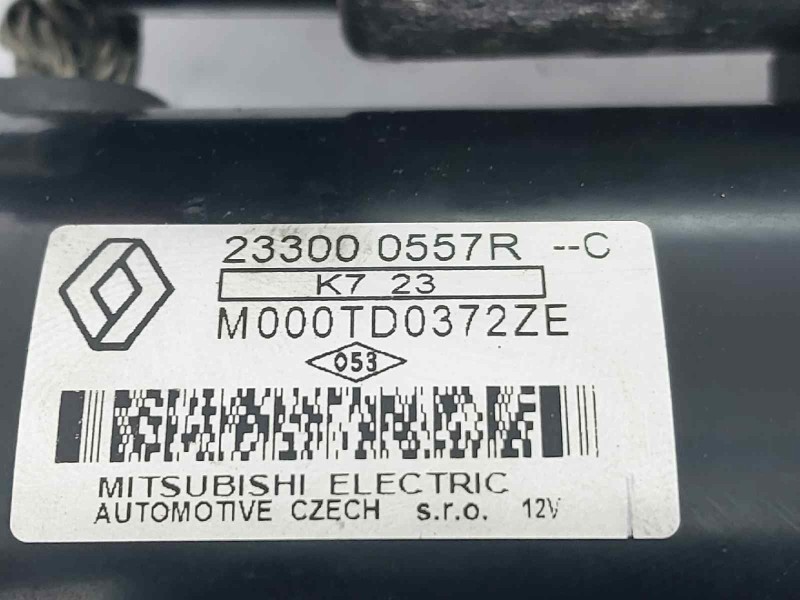 23300 0557R --C
K7 23
M000TD0372ZE
053
MITSUBISHI ELECTRIC
AUTOMOTIVE CZECH s.r.o. 12V